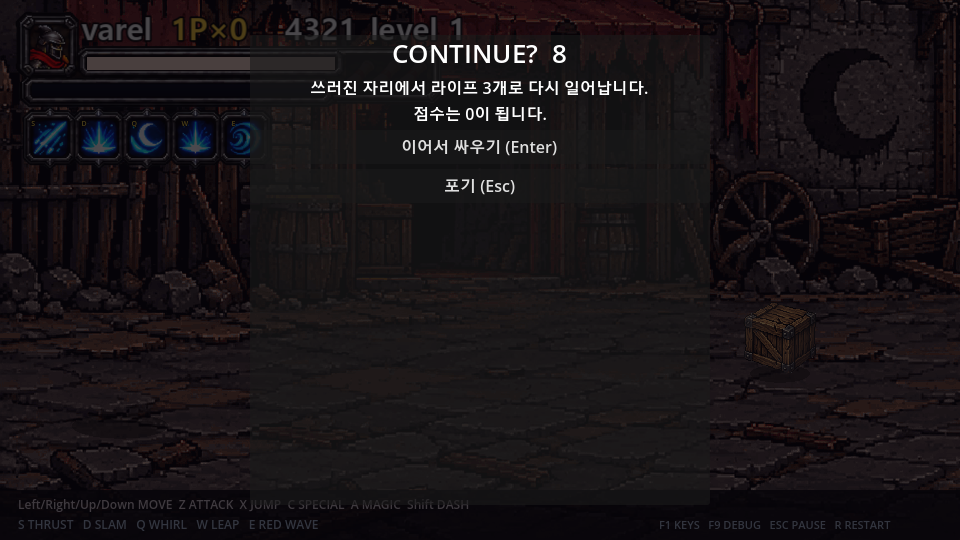 varel 1P×0 4321 level 1
CONTINUE? 8
쓰러진 자리에서 라이프 3개로 다시 일어납니다.
점수는 0이 됩니다.
S D Q W E
이어서 싸우기 (Enter)
포기 (Esc)
Left/Right/Up/Down MOVE Z ATTACK X JUMP C SPECIAL A MAGIC Shift DASH
S THRUST D SLAM Q WHIRL W LEAP E RED WAVE
F1 KEYS F9 DEBUG ESC PAUSE R RESTART